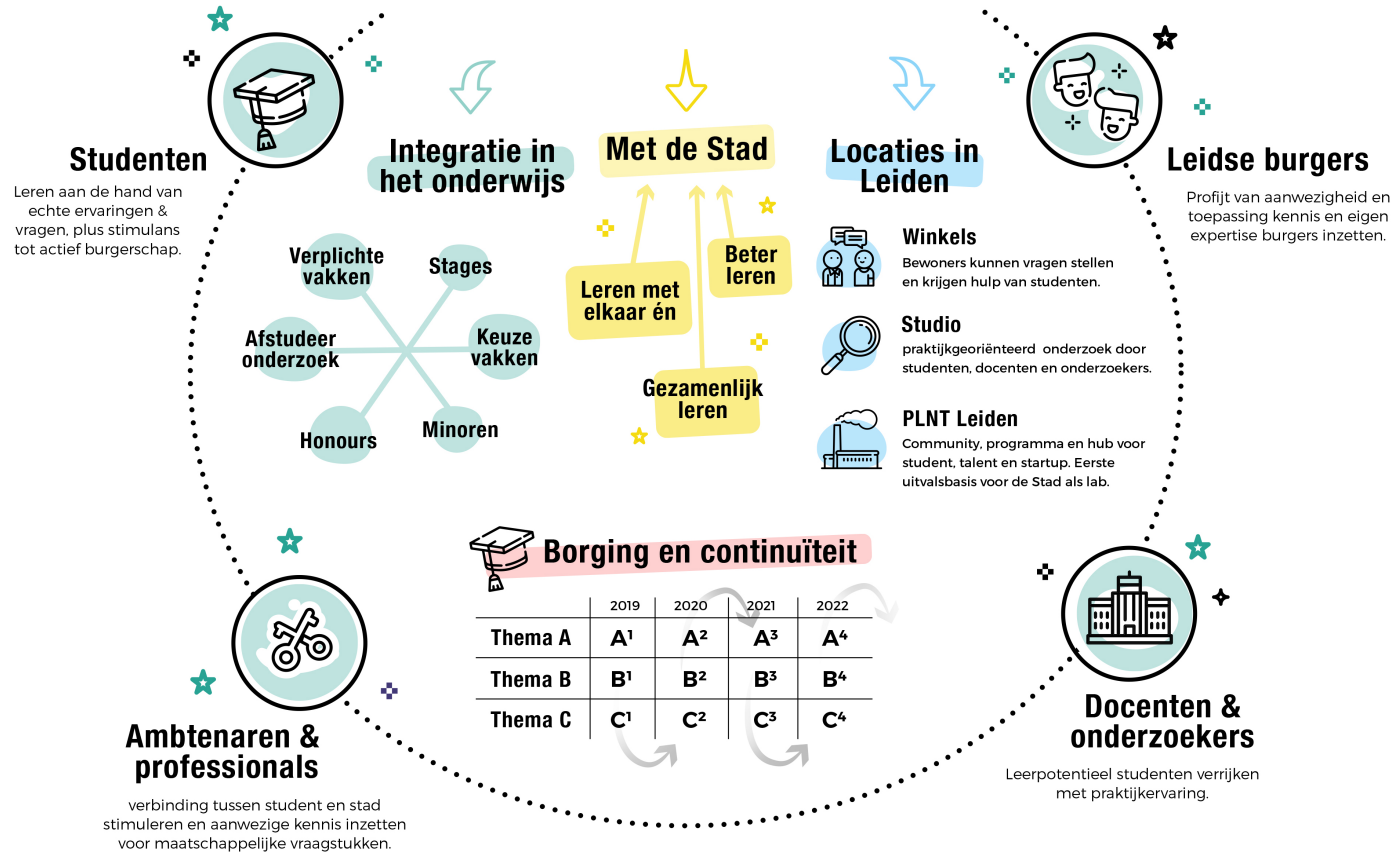 Studenten
Leren aan de hand van
echte ervaringen &
vragen, plus stimulans
tot actief burgerschap.
Integratie in
het onderwijs
Verplichte
vakken
Stages
Afstudeer
onderzoek
Keuze
vakken
Honours
Minoren
Met de Stad
Leren met
elkaar én
Beter
leren
Gezamenlijk
leren
Locaties in
Leiden
Winkels
Bewoners kunnen vragen stellen
en krijgen hulp van studenten.
Studio
praktijkgeoriënteerd onderzoek door
studenten, docenten en onderzoekers.
PLNT Leiden
Community, programma en hub voor
student, talent en startup. Eerste
uitvalsbasis voor de Stad als lab.
Leidse burgers
Profijt van aanwezigheid en
toepassing kennis en eigen
expertise burgers inzetten.
Borging en continuïteit
2019 2020 2021 2022
Thema A A¹ A² A³ A⁴
Thema B B¹ B² B³ B⁴
Thema C C¹ C² C³ C⁴
Ambtenaren &
professionals
verbinding tussen student en stad
stimuleren en aanwezige kennis inzetten
voor maatschappelijke vraagstukken.
Docenten &
onderzoekers
Leerpotentieel studenten verrijken
met praktijkervaring.